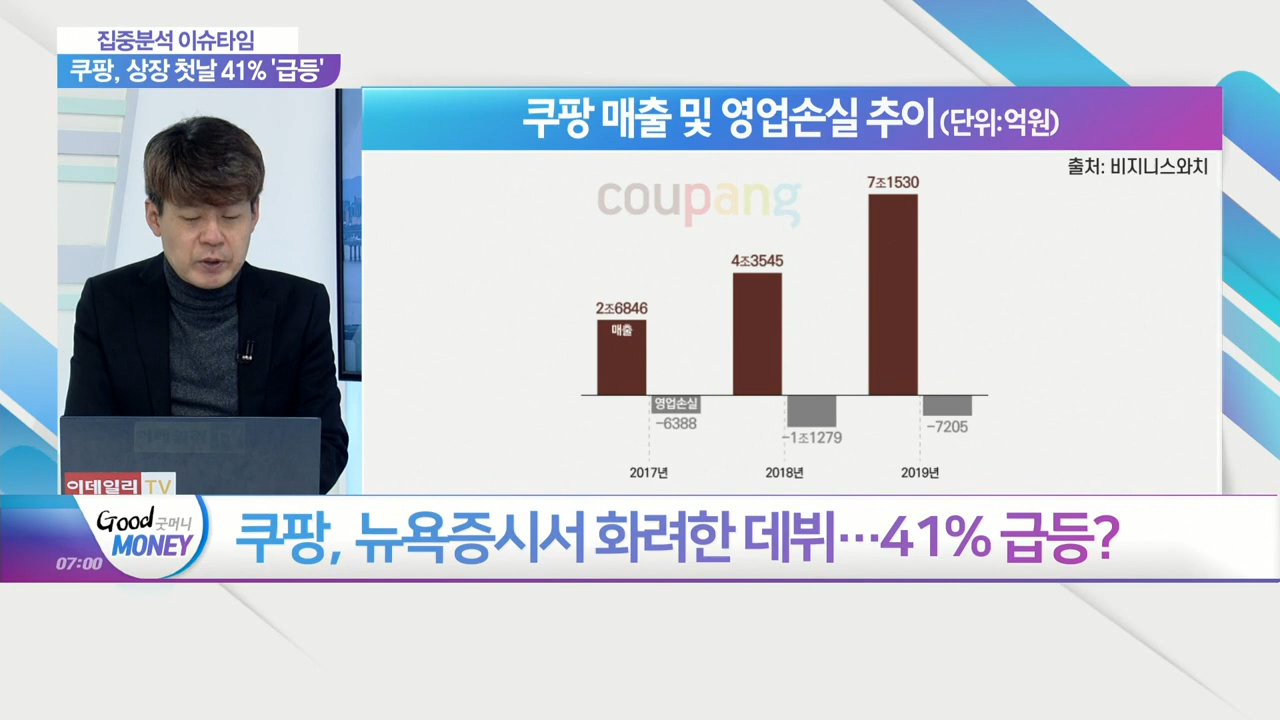 집중분석 이슈타임
쿠팡, 상장 첫날 41% '급등'
쿠팡 매출 및 영업손실 추이(단위:억원)
출처: 비지니스와치
coupang
7조1530
4조3545
2조6846
매출
영업손실
-6388
-1조1279
-7205
2017년
2018년
2019년
이데일리 TV
이데일리 TV
Good 굿머니
MONEY
07:00
쿠팡, 뉴욕증시서 화려한 데뷔…41% 급등?